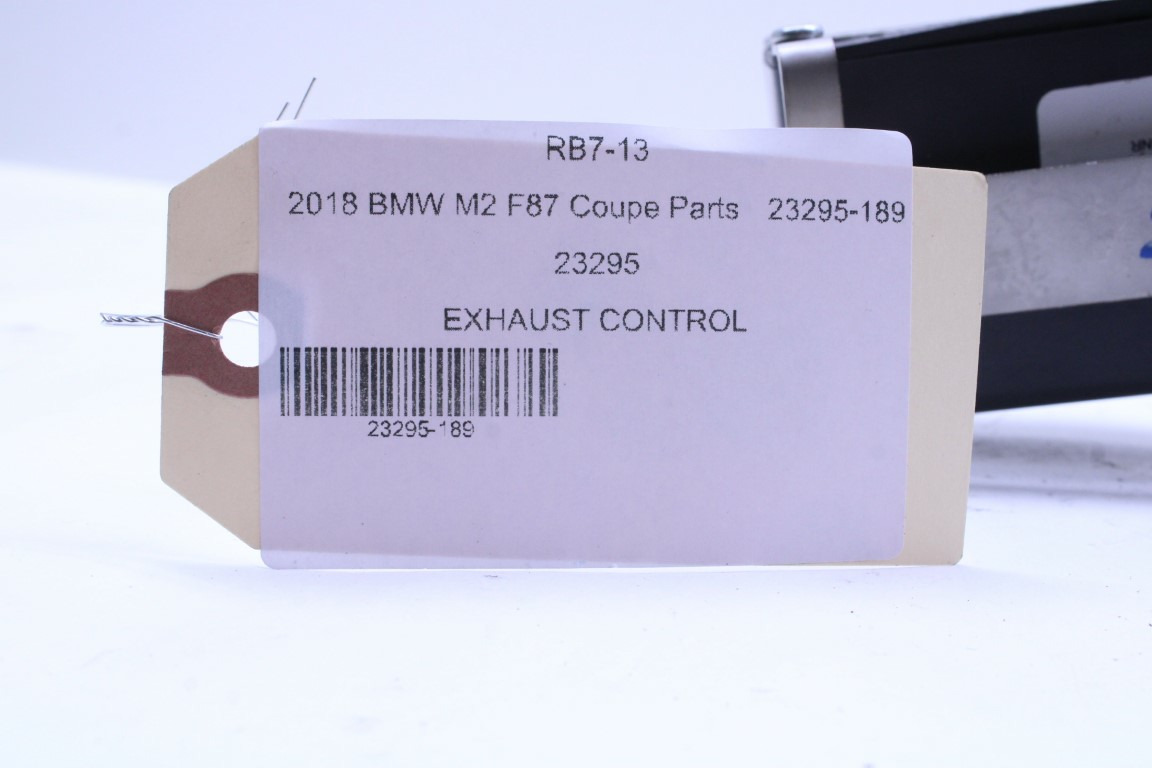 RB7-13
2018 BMW M2 F87 Coupe Parts 23295-189
23295
EXHAUST CONTROL
23295-189